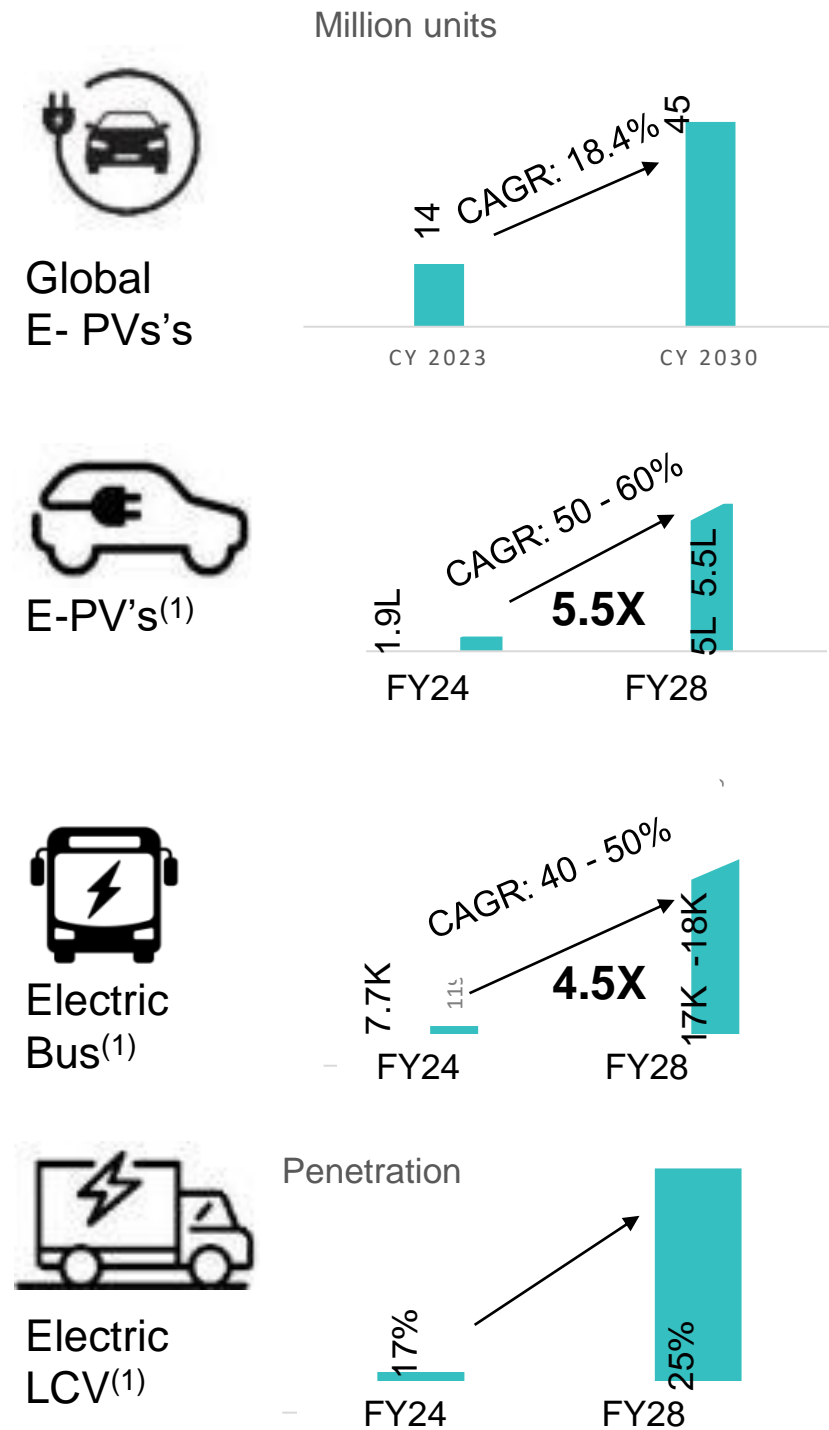 Million units
45
CAGR: 18.4%
14
Global
E- PVs's
CY 2023
CY 2030
CAGR: 50 - 60%
5L 5.5L
1.9L
5.5X
E-PV's(1)
FY24
FY28
CAGR: 40 - 50%
17K -18K
7.7K
4.5X
Electric
Bus(1)
FY24
FY28
Penetration
17%
25%
Electric
LCV(1)
FY24
FY28